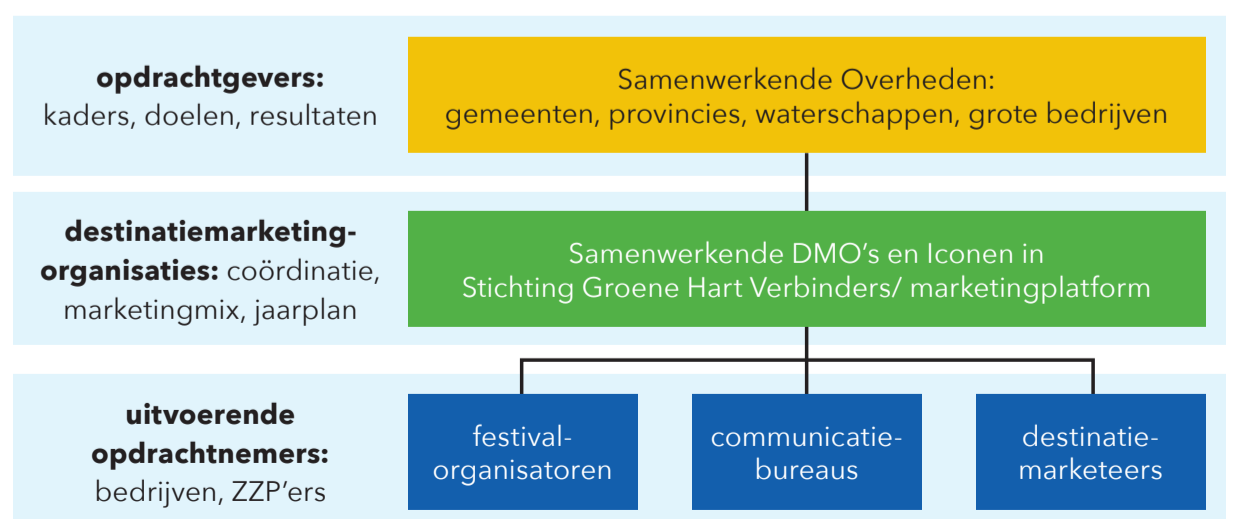 opdrachtgevers:
kaders, doelen, resultaten
Samenwerkende Overheden:
gemeenten, provincies, waterschappen, grote bedrijven
destinatiemarketing-
organisaties: coördinatie,
marketingmix, jaarplan
Samenwerkende DMO’s en Iconen in
Stichting Groene Hart Verbinders/ marketingplatform
uitvoerende
opdrachtnemers:
bedrijven, ZZP’ers
festival-
organisatoren
communicatie-
bureaus
destinatie-
marketeers